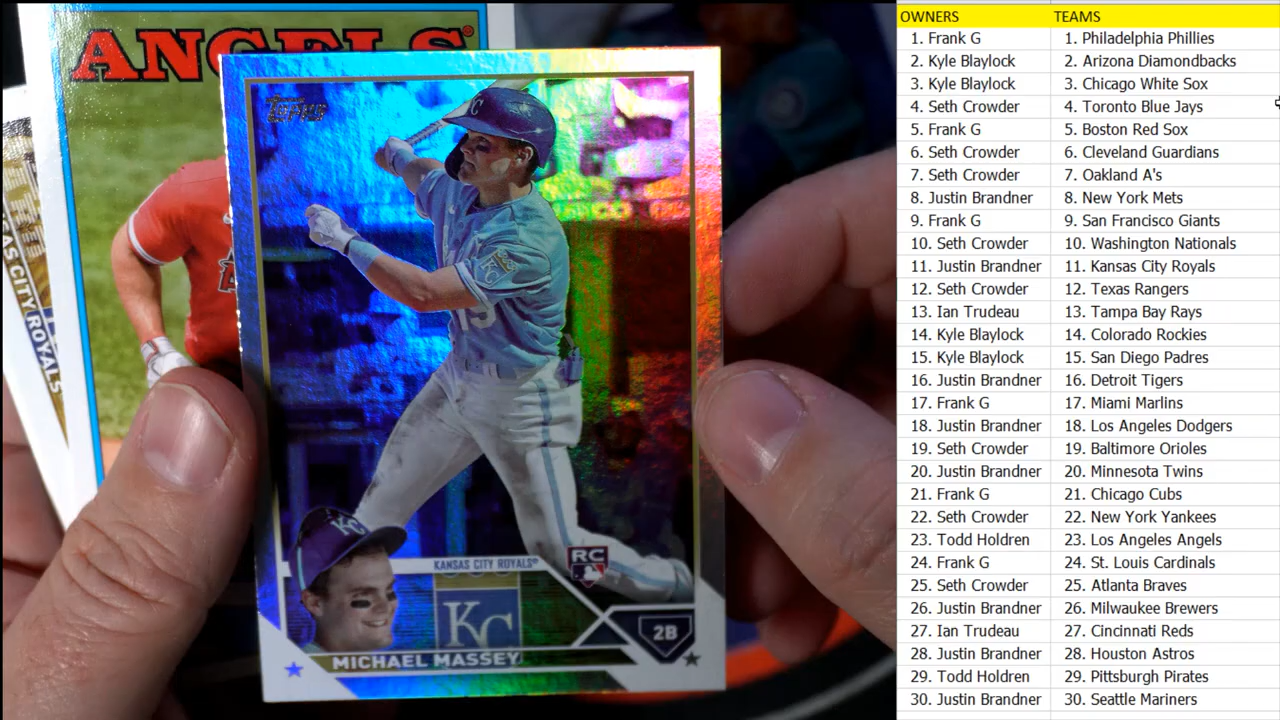 ANGELS
TOPPS
KC
KC
19
KC
RC
KANSAS CITY ROYALS®
KC
2B
MICHAEL MASSEY
CITY ROYALS
OWNERS TEAMS
1. Frank G 1. Philadelphia Phillies
2. Kyle Blaylock 2. Arizona Diamondbacks
3. Kyle Blaylock 3. Chicago White Sox
4. Seth Crowder 4. Toronto Blue Jays
5. Frank G 5. Boston Red Sox
6. Seth Crowder 6. Cleveland Guardians
7. Seth Crowder 7. Oakland A's
8. Justin Brandner 8. New York Mets
9. Frank G 9. San Francisco Giants
10. Seth Crowder 10. Washington Nationals
11. Justin Brandner 11. Kansas City Royals
12. Seth Crowder 12. Texas Rangers
13. Ian Trudeau 13. Tampa Bay Rays
14. Kyle Blaylock 14. Colorado Rockies
15. Kyle Blaylock 15. San Diego Padres
16. Justin Brandner 16. Detroit Tigers
17. Frank G 17. Miami Marlins
18. Justin Brandner 18. Los Angeles Dodgers
19. Seth Crowder 19. Baltimore Orioles
20. Justin Brandner 20. Minnesota Twins
21. Frank G 21. Chicago Cubs
22. Seth Crowder 22. New York Yankees
23. Todd Holdren 23. Los Angeles Angels
24. Frank G 24. St. Louis Cardinals
25. Seth Crowder 25. Atlanta Braves
26. Justin Brandner 26. Milwaukee Brewers
27. Ian Trudeau 27. Cincinnati Reds
28. Justin Brandner 28. Houston Astros
29. Todd Holdren 29. Pittsburgh Pirates
30. Justin Brandner 30. Seattle Mariners